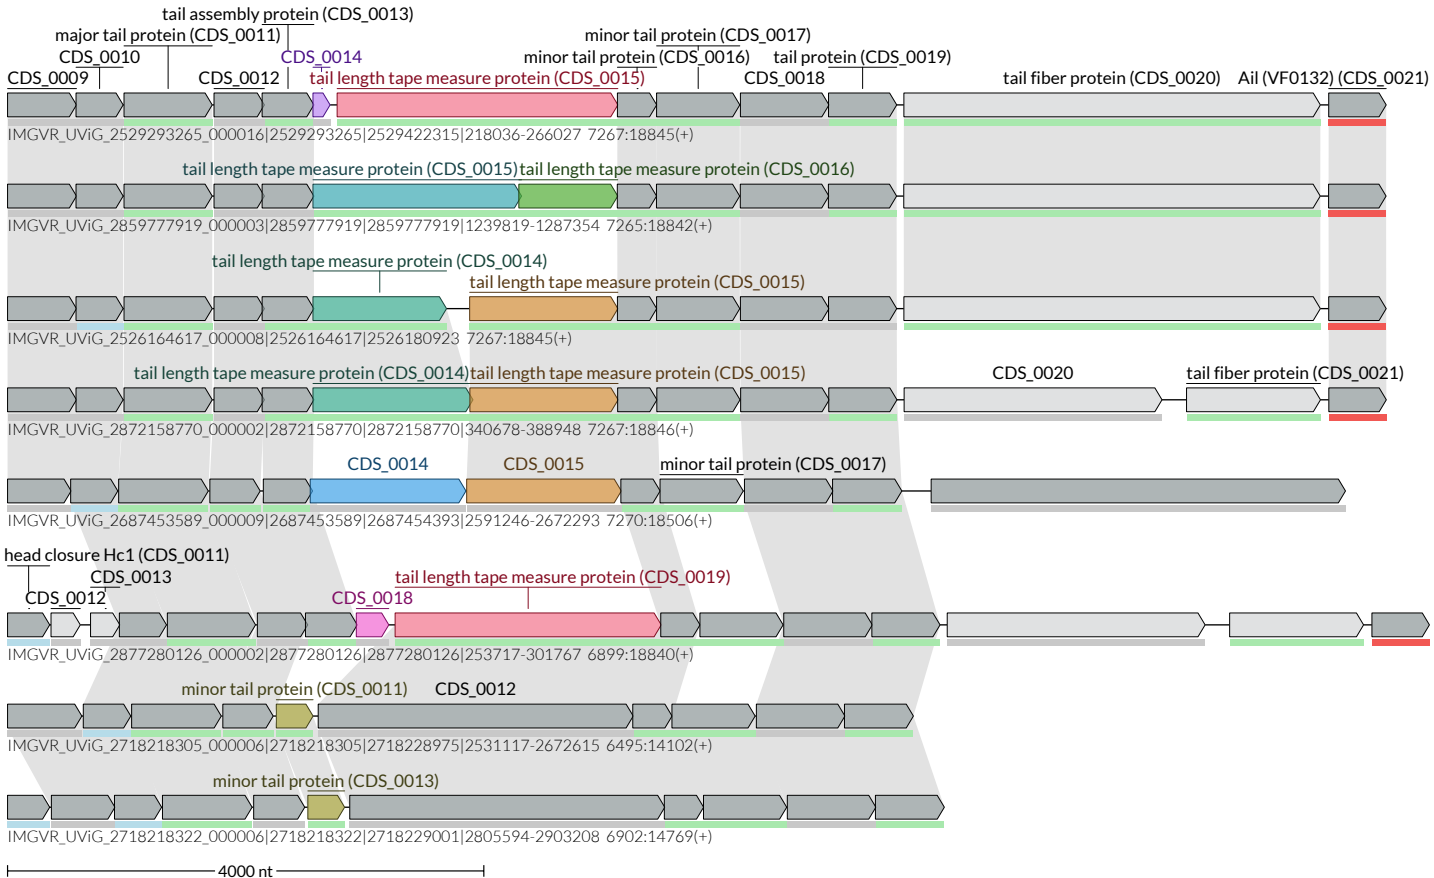 tail assembly protein (CDS_0013)
major tail protein (CDS_0011)
minor tail protein (CDS_0017)
CDS_0010
CDS_0014
minor tail protein (CDS_0016)
tail protein (CDS_0019)
CDS_0009
CDS_0012
tail length tape measure protein (CDS_0015)
CDS_0018
tail fiber protein (CDS_0020)
Ail (VF0132) (CDS_0021)
IMGVR_UViG_2529293265_000016|2529293265|2529422315|218036-266027 7267:18845(+)
tail length tape measure protein (CDS_0015)
tail length tape measure protein (CDS_0016)
IMGVR_UViG_2859777919_000003|2859777919|2859777919|1239819-1287354 7265:18842(+)
tail length tape measure protein (CDS_0014)
tail length tape measure protein (CDS_0015)
IMGVR_UViG_2526164617_000008|2526164617|2526180923 7267:18845(+)
tail length tape measure protein (CDS_0014)
tail length tape measure protein (CDS_0015)
CDS_0020
tail fiber protein (CDS_0021)
IMGVR_UViG_2872158770_000002|2872158770|2872158770|340678-388948 7267:18846(+)
CDS_0014
CDS_0015
minor tail protein (CDS_0017)
IMGVR_UViG_2687453589_000009|2687453589|2687454393|2591246-2672293 7270:18506(+)
head closure Hc1 (CDS_0011)
CDS_0013
tail length tape measure protein (CDS_0019)
CDS_0012
CDS_0018
IMGVR_UViG_2877280126_000002|2877280126|2877280126|253717-301767 6899:18840(+)
minor tail protein (CDS_0011)
CDS_0012
IMGVR_UViG_2718218305_000006|2718218305|2718228975|2531117-2672615 6495:14102(+)
minor tail protein (CDS_0013)
IMGVR_UViG_2718218322_000006|2718218322|2718229001|2805594-2903208 6902:14769(+)
4000 nt